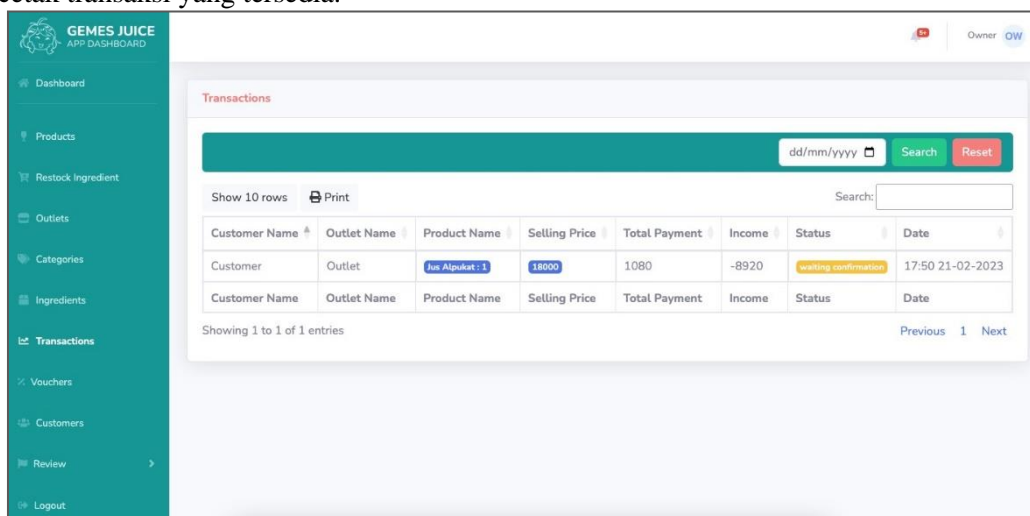 cetak transaksi yang tersedia.
GEMES JUICE
APP DASHBOARD
Owner OW
Dashboard
Products
Restock Ingredient
Outlets
Categories
Ingredients
Transactions
Vouchers
Customers
Review
Logout
Transactions
dd/mm/yyyy Search Reset
Show 10 rows Print Search:
Customer Name Outlet Name Product Name Selling Price Total Payment Income Status Date
Customer Outlet Jus Alpukat : 1 18000 1080 -8920 waiting confirmation 17:50 21-02-2023
Customer Name Outlet Name Product Name Selling Price Total Payment Income Status Date
Showing 1 to 1 of 1 entries Previous 1 Next